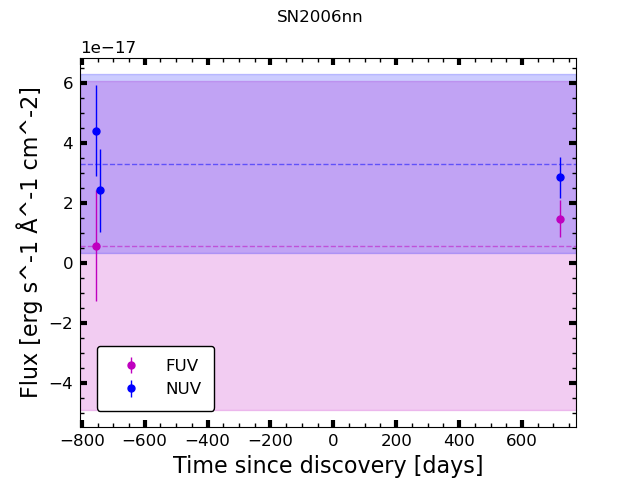 SN2006nn
1e−17
6
4
2
0
−2
−4
Flux [erg s^-1 Å^-1 cm^-2]
FUV
NUV
−800 −600 −400 −200 0 200 400 600
Time since discovery [days]